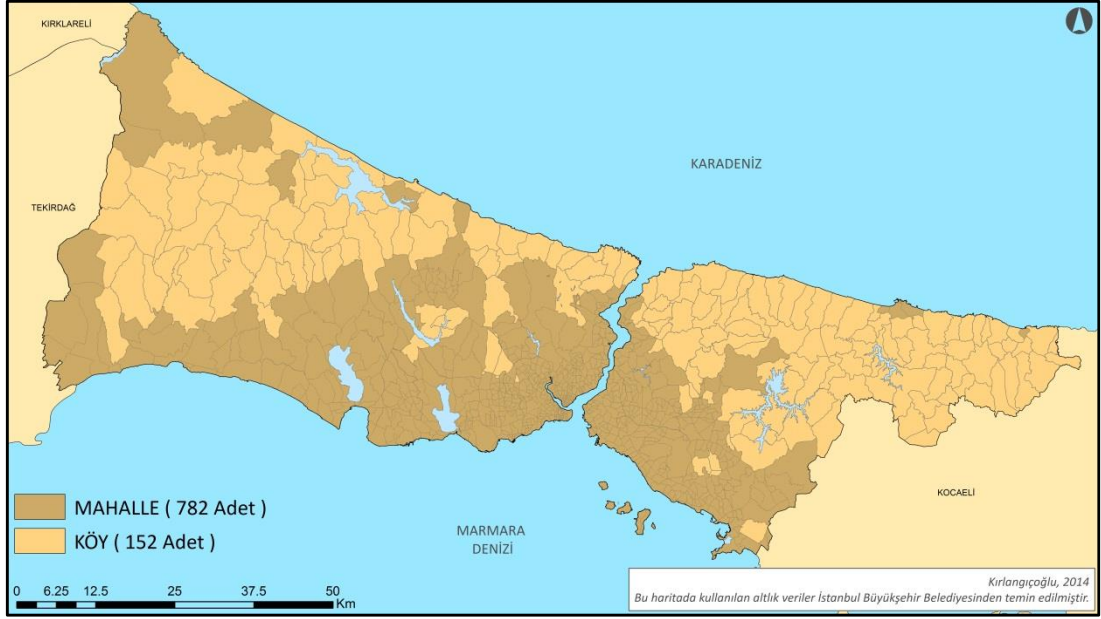 KIRKLARELİ
KARADENİZ
TEKİRDAĞ
KOCAELİ
MAHALLE ( 782 Adet )
KÖY ( 152 Adet )
MARMARA
DENİZİ
0 6.25 12.5 25 37.5 50
Km
Kırlangıçoğlu, 2014
Bu haritada kullanılan altlık veriler İstanbul Büyükşehir Belediyesinden temin edilmiştir.